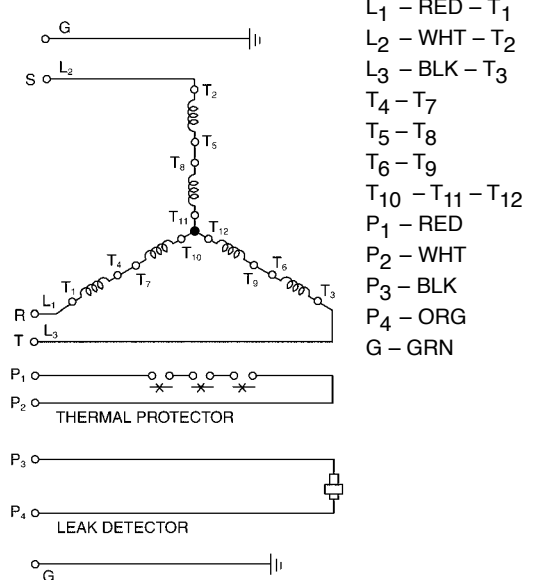 G
S L₂
T₂
T₅
T₈
T₁₁ T₁₂
T₁₀
T₄ T₆
T₇ T₉
T₁ T₃
R L₁
T L₃
P₁
P₂
THERMAL PROTECTOR
P₃
P₄
LEAK DETECTOR
G
L₁ – RED – T₁
L₂ – WHT – T₂
L₃ – BLK – T₃
T₄ – T₇
T₅ – T₈
T₆ – T₉
T₁₀ – T₁₁ – T₁₂
P₁ – RED
P₂ – WHT
P₃ – BLK
P₄ – ORG
G – GRN